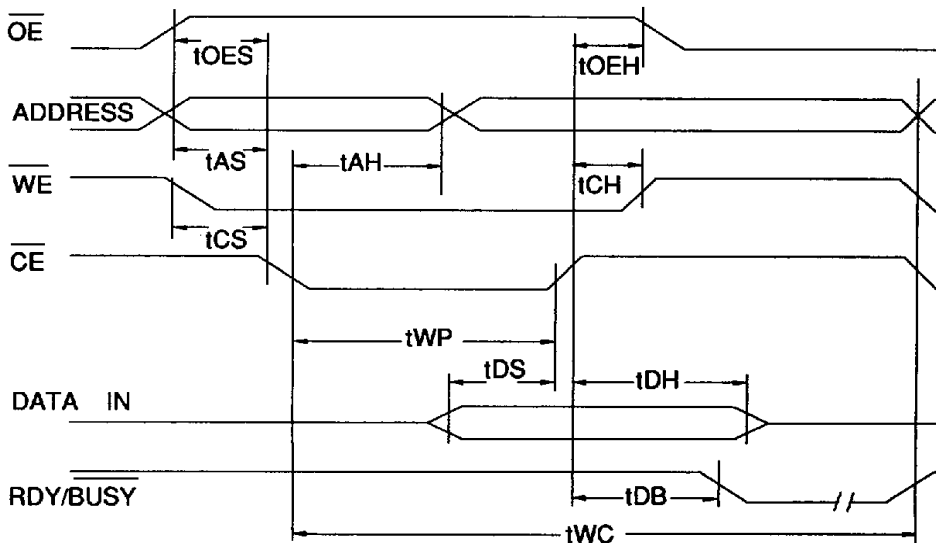 OE
tOES
tOEH
ADDRESS
tAS
tAH
tCH
WE
tCS
CE
tWP
tDS
tDH
DATA IN
RDY/BUSY
tDB
tWC